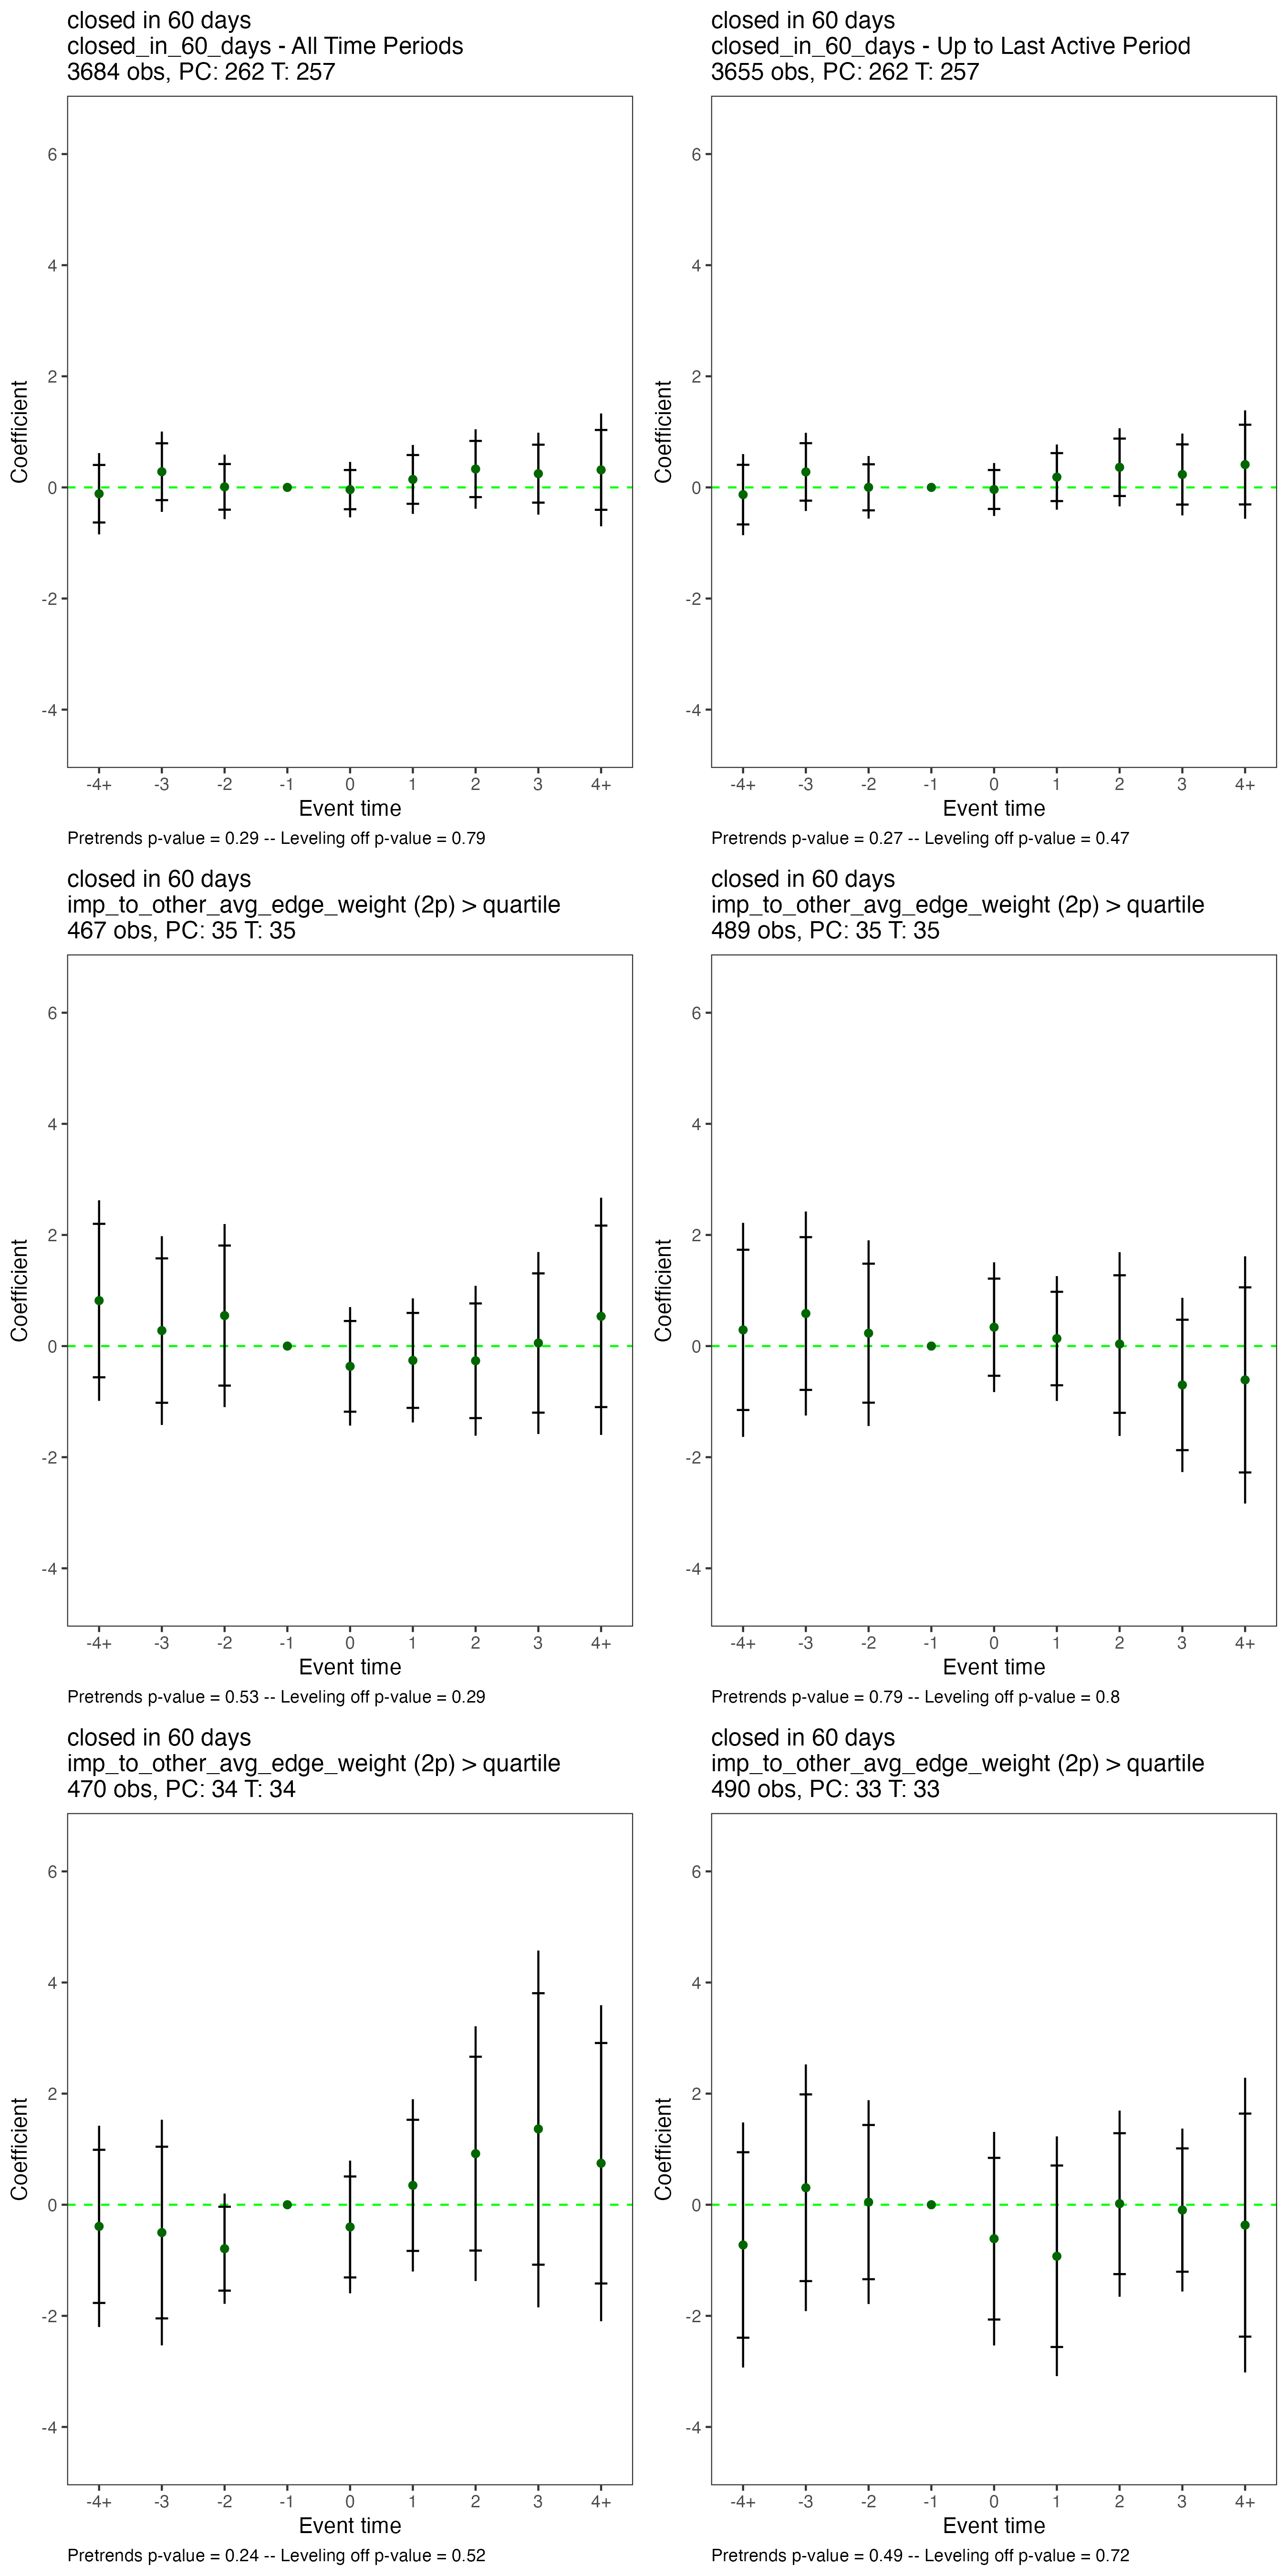 closed in 60 days
closed_in_60_days - All Time Periods
3684 obs, PC: 262 T: 257
6
4
2
0
-2
-4
Coefficient
-4+ -3 -2 -1 0 1 2 3 4+
Event time
Pretrends p-value = 0.29 -- Leveling off p-value = 0.79
closed in 60 days
closed_in_60_days - Up to Last Active Period
3655 obs, PC: 262 T: 257
6
4
2
0
-2
-4
Coefficient
-4+ -3 -2 -1 0 1 2 3 4+
Event time
Pretrends p-value = 0.27 -- Leveling off p-value = 0.47
closed in 60 days
imp_to_other_avg_edge_weight (2p) > quartile
467 obs, PC: 35 T: 35
6
4
2
0
-2
-4
Coefficient
-4+ -3 -2 -1 0 1 2 3 4+
Event time
Pretrends p-value = 0.53 -- Leveling off p-value = 0.29
closed in 60 days
imp_to_other_avg_edge_weight (2p) > quartile
489 obs, PC: 35 T: 35
6
4
2
0
-2
-4
Coefficient
-4+ -3 -2 -1 0 1 2 3 4+
Event time
Pretrends p-value = 0.79 -- Leveling off p-value = 0.8
closed in 60 days
imp_to_other_avg_edge_weight (2p) > quartile
470 obs, PC: 34 T: 34
6
4
2
0
-2
-4
Coefficient
-4+ -3 -2 -1 0 1 2 3 4+
Event time
Pretrends p-value = 0.24 -- Leveling off p-value = 0.52
closed in 60 days
imp_to_other_avg_edge_weight (2p) > quartile
490 obs, PC: 33 T: 33
6
4
2
0
-2
-4
Coefficient
-4+ -3 -2 -1 0 1 2 3 4+
Event time
Pretrends p-value = 0.49 -- Leveling off p-value = 0.72